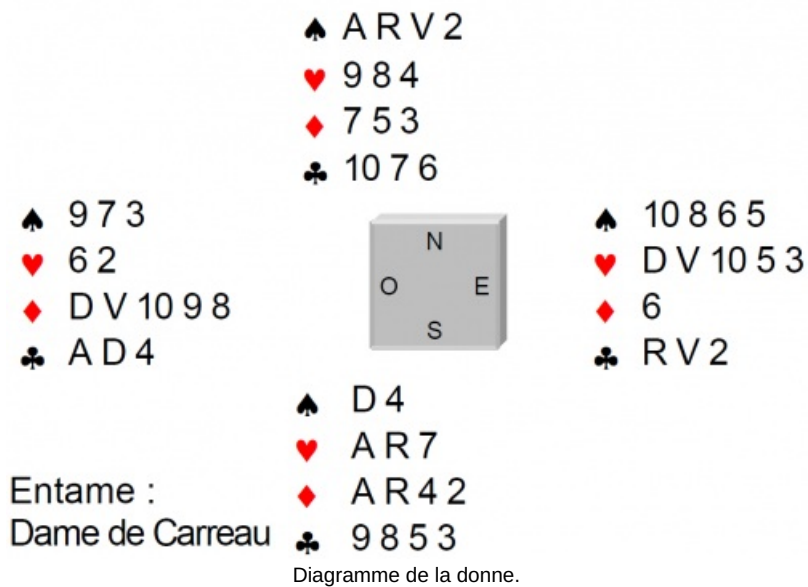 ♠ A R V 2
♥ 9 8 4
♦ 7 5 3
♣ 10 7 6
♠ 9 7 3
♥ 6 2
♦ D V 10 9 8
♣ A D 4
N
O E
S
♠ 10 8 6 5
♥ D V 10 5 3
♦ 6
♣ R V 2
♠ D 4
♥ A R 7
♦ A R 4 2
♣ 9 8 5 3
Entame :
Dame de Carreau
Diagramme de la donne.